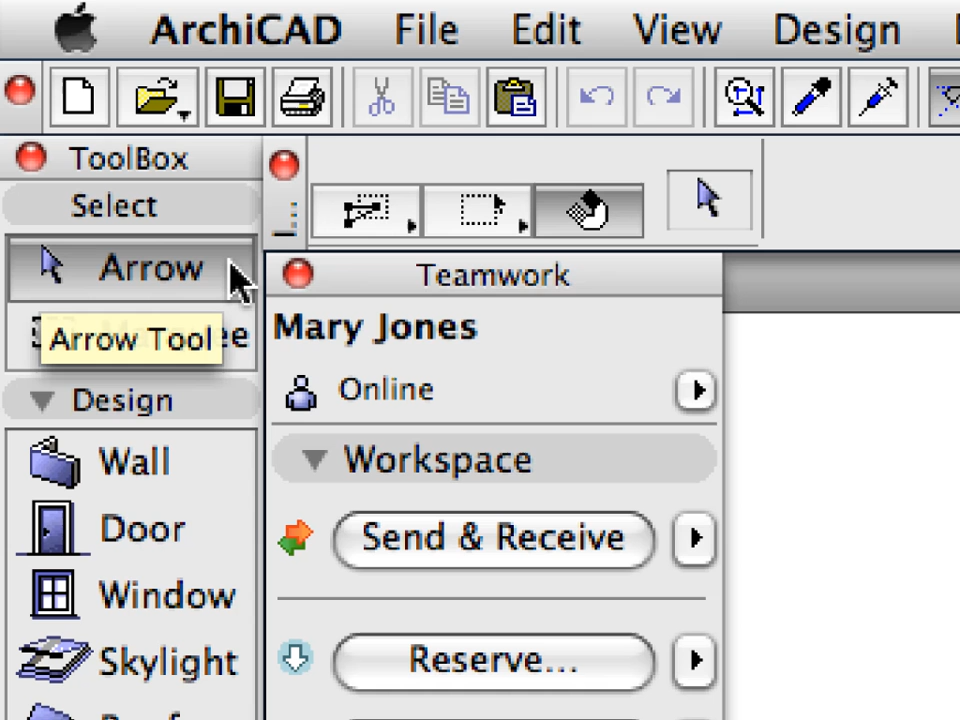 ArchiCAD File Edit View Design
ToolBox
Select
Arrow
Arrow Tool
Design
Wall
Door
Window
Skylight
Teamwork
Mary Jones
Online
Workspace
Send & Receive
Reserve...